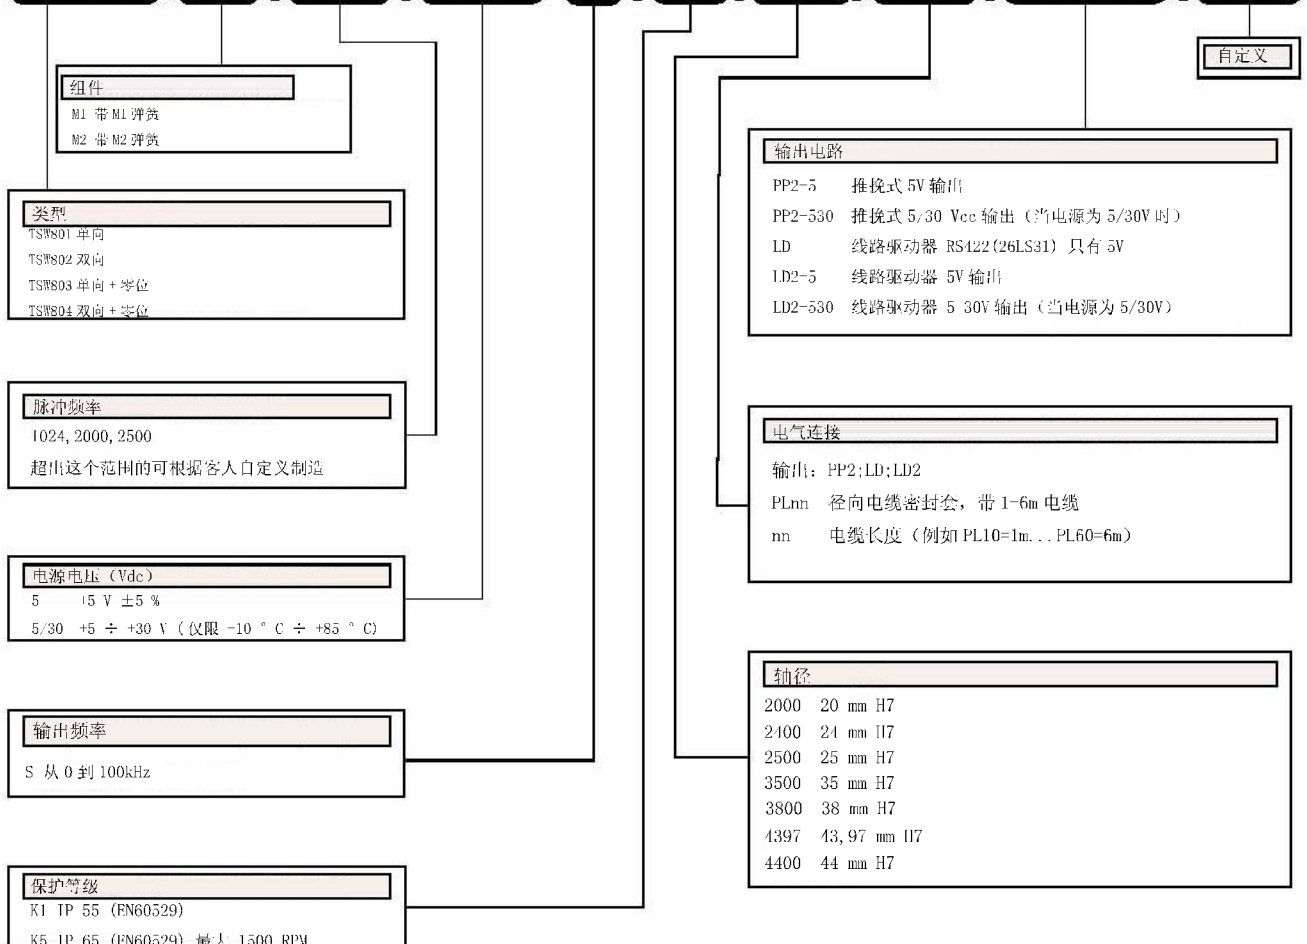 自定义
组件
M1 带 M1 弹簧
M2 带 M2 弹簧
类型
TSW801 单向
TSW802 双向
TSW803 单向 + 零位
TSW804 双向 + 零位
脉冲频率
1024,2000,2500
超出这个范围的可根据客人自定义制造
电源电压（Vdc）
5 +5 V ±5 %
5/30 +5 ÷ +30 V (仅限 -10 ° C ÷ +85 ° C)
输出频率
S 从 0 到 100kHz
保护等级
K1 IP 55 (EN60529)
K5 IP 65 (EN60529) 最大 1500 RPM
输出电路
PP2-5 推挽式 5V 输出
PP2-530 推挽式 5/30 Vcc 输出（当电源为 5/30V 时）
LD 线路驱动器 RS422(26LS31) 只有 5V
LD2-5 线路驱动器 5V 输出
LD2-530 线路驱动器 5 30V 输出（当电源为 5/30V）
电气连接
输出：PP2;LD;LD2
PLnn 径向电缆密封套，带 1-6m 电缆
nn 电缆长度（例如 PL10=1m...PL60=6m）
轴径
2000 20 mm H7
2400 24 mm H7
2500 25 mm H7
3500 35 mm H7
3800 38 mm H7
4397 43,97 mm H7
4400 44 mm H7